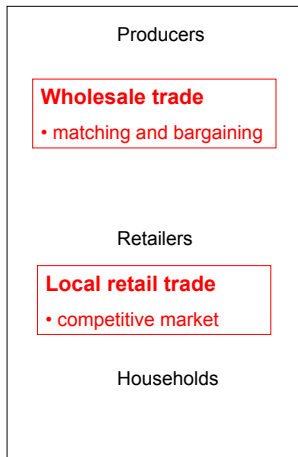 Producers
Wholesale trade
• matching and bargaining
Retailers
Local retail trade
• competitive market
Households